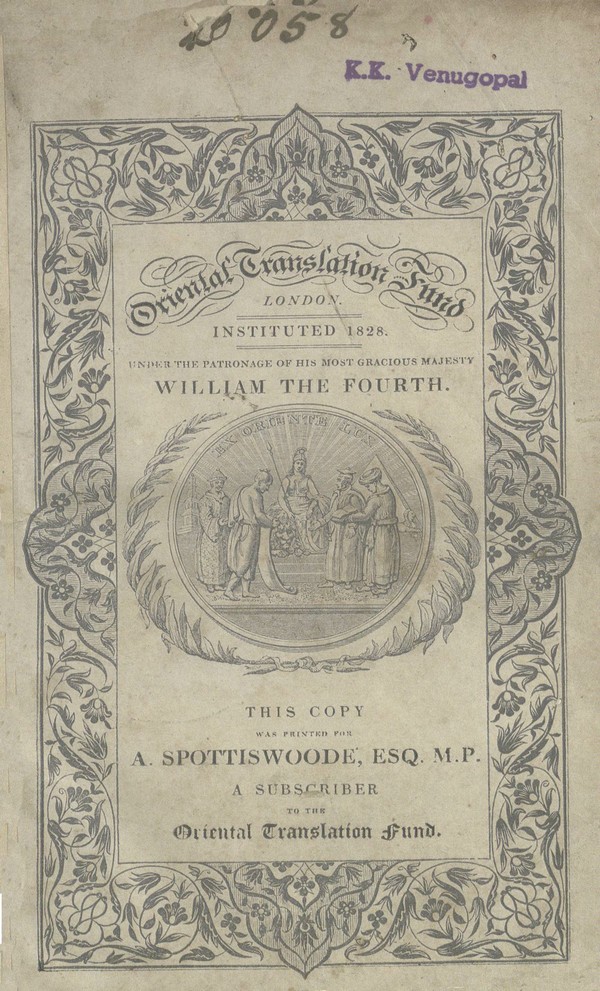 20058
K.K. Venugopal
Oriental Translation Fund
LONDON.
INSTITUTED 1828.
UNDER THE PATRONAGE OF HIS MOST GRACIOUS MAJESTY
WILLIAM THE FOURTH.
EX ORIENTE LUX
THIS COPY
WAS PRINTED FOR
A. SPOTTISWOODE, ESQ. M.P.
A SUBSCRIBER
TO THE
Oriental Translation Fund.